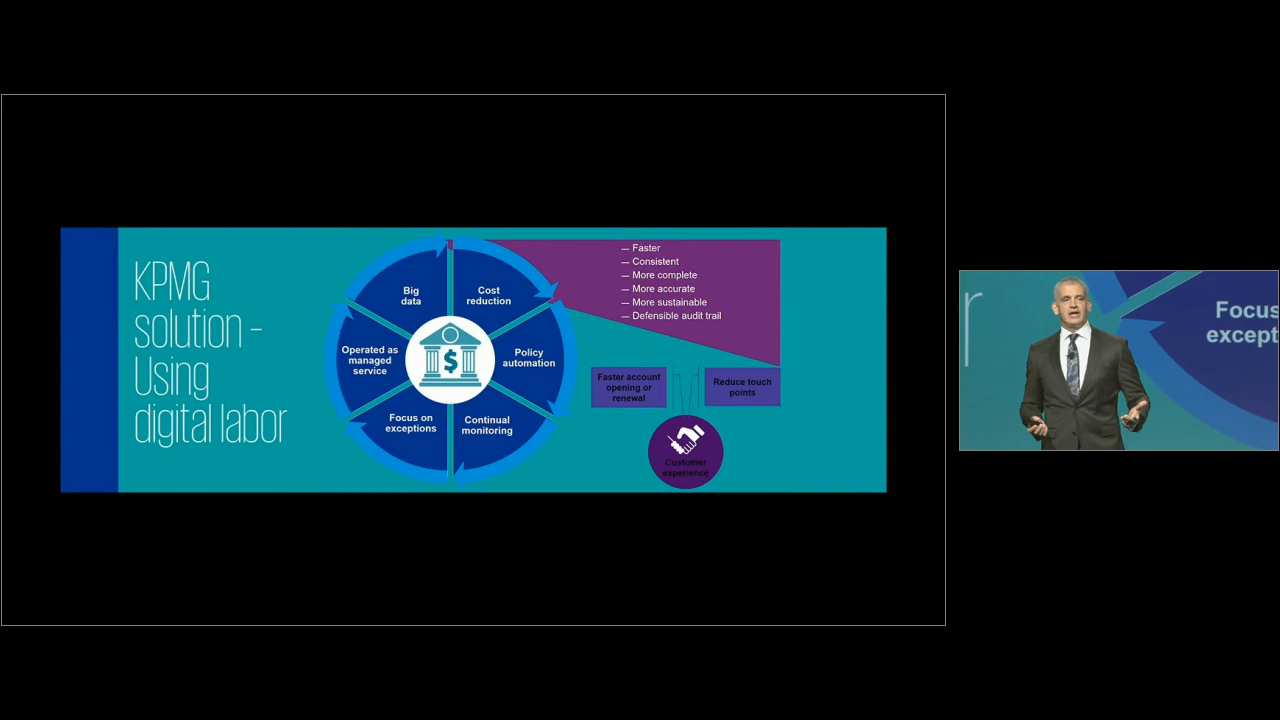 KPMG
solution –
Using
digital labor
Big
data
Cost
reduction
Operated as
managed
service
Policy
automation
Focus on
exceptions
Continual
monitoring
— Faster
— Consistent
— More complete
— More accurate
— More sustainable
— Defensible audit trail
Faster account
opening or
renewal
Reduce touch
points
Customer
experience
$
r
Focus
except